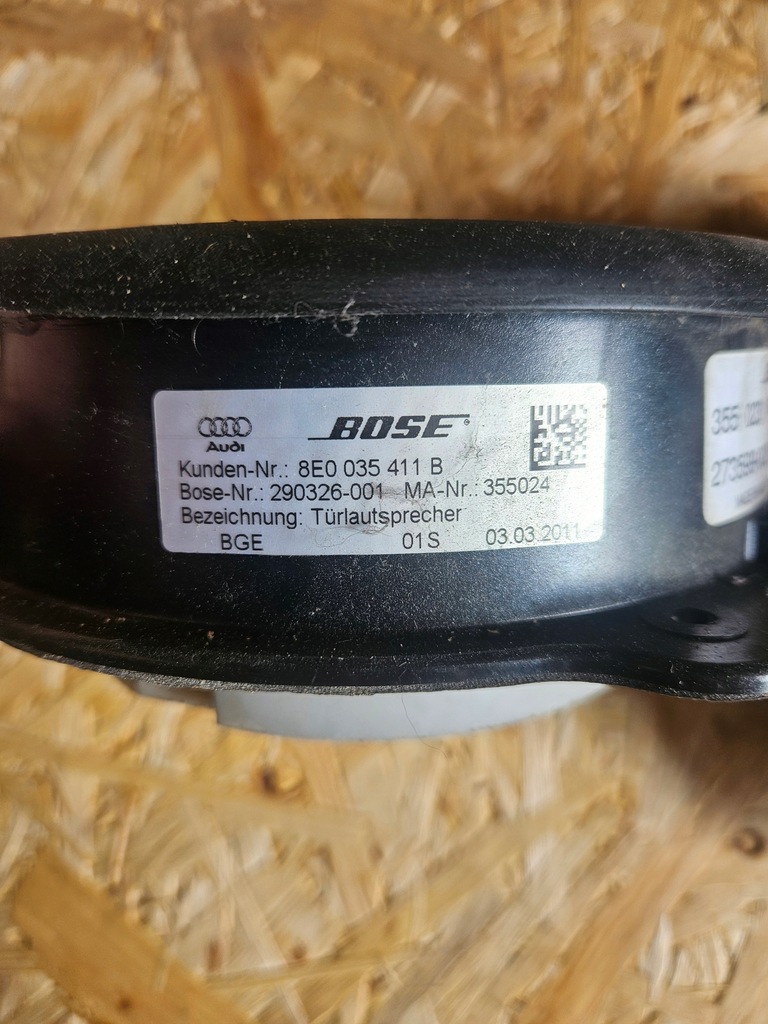 Audi
BOSE
Kunden-Nr.: 8E0 035 411 B
Bose-Nr.: 290326-001 MA-Nr.: 355024
Bezeichnung: Türlautsprecher
BGE 01S 03.03.2011
355